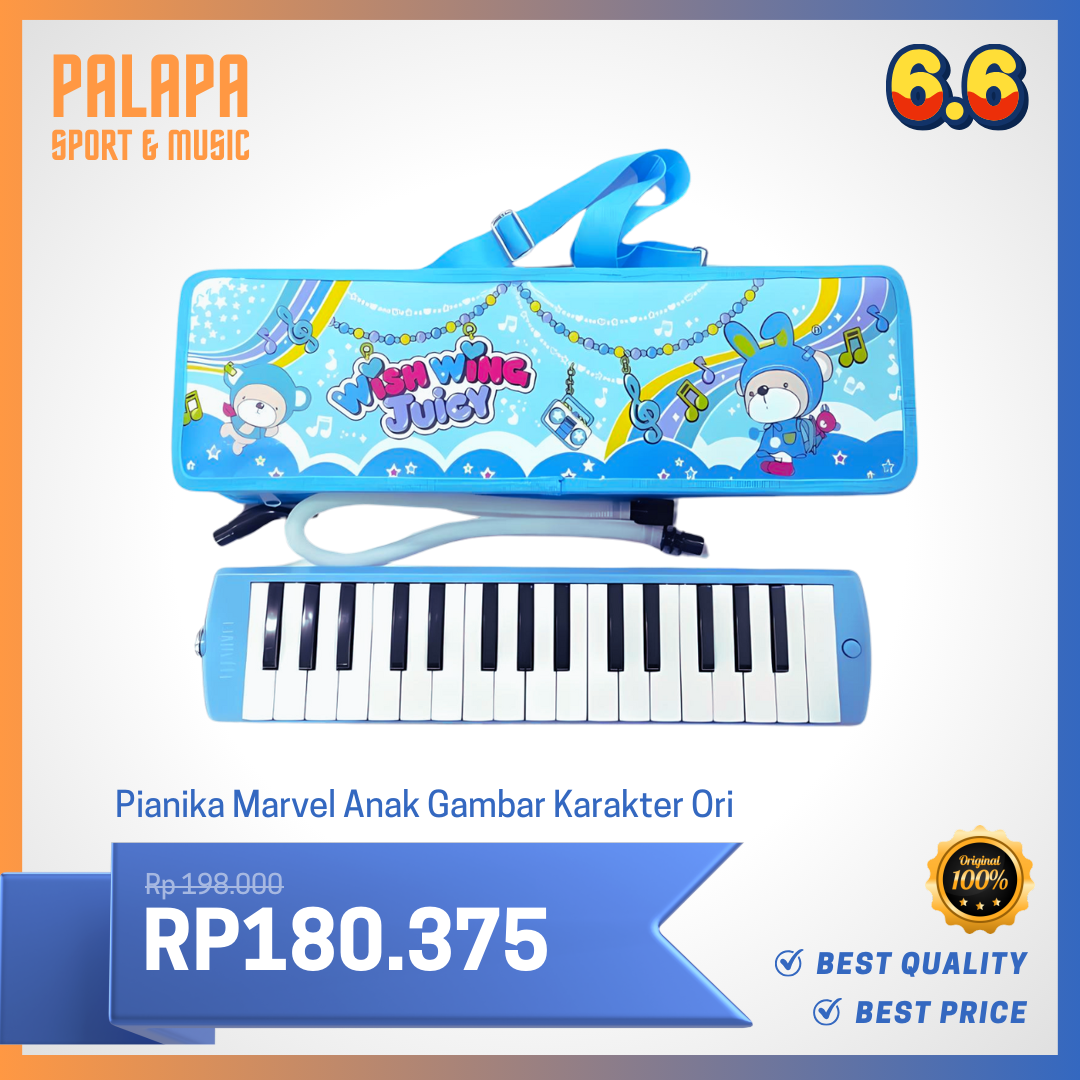 PALAPA
SPORT & MUSIC
6.6
WISH WING
JUICY
®
MARVEL
Pianika Marvel Anak Gambar Karakter Ori
Rp 198.000
RP180.375
Original
100%
BEST QUALITY
BEST PRICE